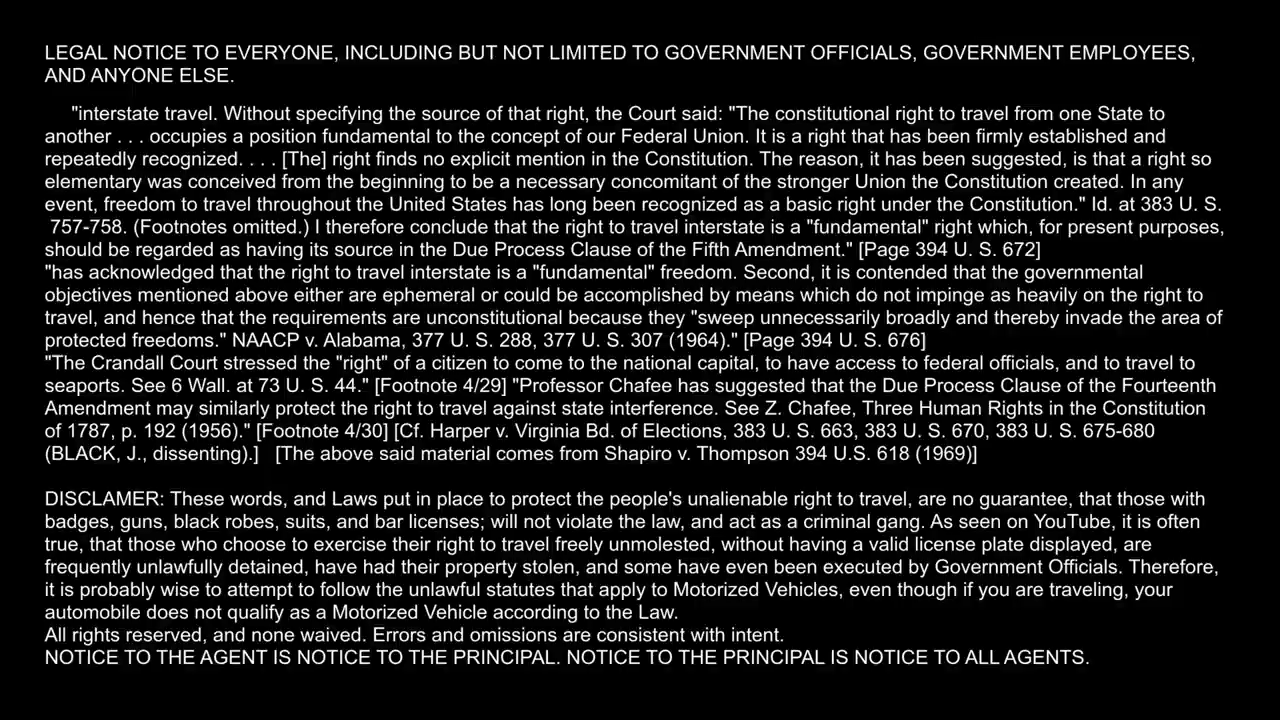 LEGAL NOTICE TO EVERYONE, INCLUDING BUT NOT LIMITED TO GOVERNMENT OFFICIALS, GOVERNMENT EMPLOYEES,
AND ANYONE ELSE.
"interstate travel. Without specifying the source of that right, the Court said: "The constitutional right to travel from one State to
another . . . occupies a position fundamental to the concept of our Federal Union. It is a right that has been firmly established and
repeatedly recognized. . . . [The] right finds no explicit mention in the Constitution. The reason, it has been suggested, is that a right so
elementary was conceived from the beginning to be a necessary concomitant of the stronger Union the Constitution created. In any
event, freedom to travel throughout the United States has long been recognized as a basic right under the Constitution." Id. at 383 U. S.
757-758. (Footnotes omitted.) I therefore conclude that the right to travel interstate is a "fundamental" right which, for present purposes,
should be regarded as having its source in the Due Process Clause of the Fifth Amendment." [Page 394 U. S. 672]
"has acknowledged that the right to travel interstate is a "fundamental" freedom. Second, it is contended that the governmental
objectives mentioned above either are ephemeral or could be accomplished by means which do not impinge as heavily on the right to
travel, and hence that the requirements are unconstitutional because they "sweep unnecessarily broadly and thereby invade the area of
protected freedoms." NAACP v. Alabama, 377 U. S. 288, 377 U. S. 307 (1964)." [Page 394 U. S. 676]
"The Crandall Court stressed the "right" of a citizen to come to the national capital, to have access to federal officials, and to travel to
seaports. See 6 Wall. at 73 U. S. 44." [Footnote 4/29] "Professor Chafee has suggested that the Due Process Clause of the Fourteenth
Amendment may similarly protect the right to travel against state interference. See Z. Chafee, Three Human Rights in the Constitution
of 1787, p. 192 (1956)." [Footnote 4/30] [Cf. Harper v. Virginia Bd. of Elections, 383 U. S. 663, 383 U. S. 670, 383 U. S. 675-680
(BLACK, J., dissenting).] [The above said material comes from Shapiro v. Thompson 394 U.S. 618 (1969)]
DISCLAMER: These words, and Laws put in place to protect the people's unalienable right to travel, are no guarantee, that those with
badges, guns, black robes, suits, and bar licenses; will not violate the law, and act as a criminal gang. As seen on YouTube, it is often
true, that those who choose to exercise their right to travel freely unmolested, without having a valid license plate displayed, are
frequently unlawfully detained, have had their property stolen, and some have even been executed by Government Officials. Therefore,
it is probably wise to attempt to follow the unlawful statutes that apply to Motorized Vehicles, even though if you are traveling, your
automobile does not qualify as a Motorized Vehicle according to the Law.
All rights reserved, and none waived. Errors and omissions are consistent with intent.
NOTICE TO THE AGENT IS NOTICE TO THE PRINCIPAL. NOTICE TO THE PRINCIPAL IS NOTICE TO ALL AGENTS.